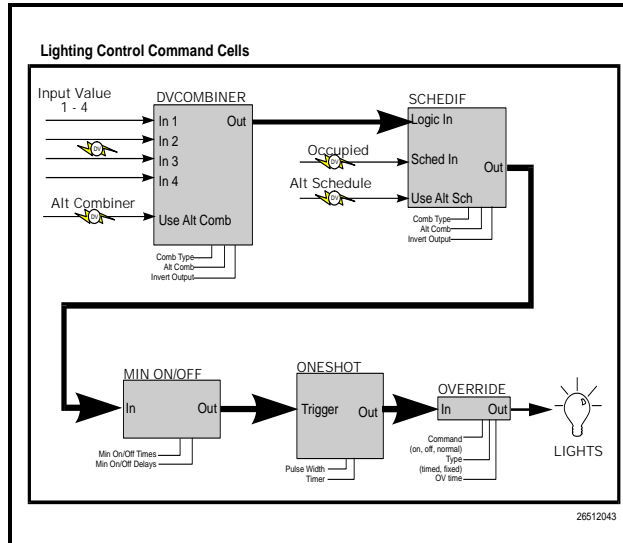 Lighting Control Command Cells
Input Value
1 - 4
DVCOMBINER
In 1
Out
In 2
DV
In 3
In 4
Alt Combiner
DV
Use Alt Comb
Comb Type
Alt Comb
Invert Output
SCHEDIF
Logic In
Occupied
DV
Sched In
Out
Alt Schedule
DV
Use Alt Sch
Comb Type
Alt Comb
Invert Output
MIN ON/OFF
In
Out
Min On/Off Times
Min On/Off Delays
ONESHOT
Trigger
Out
Pulse Width
Timer
OVERRIDE
In
Out
Command
(on, off, normal)
Type
(timed, fixed)
OV time
LIGHTS
26512043